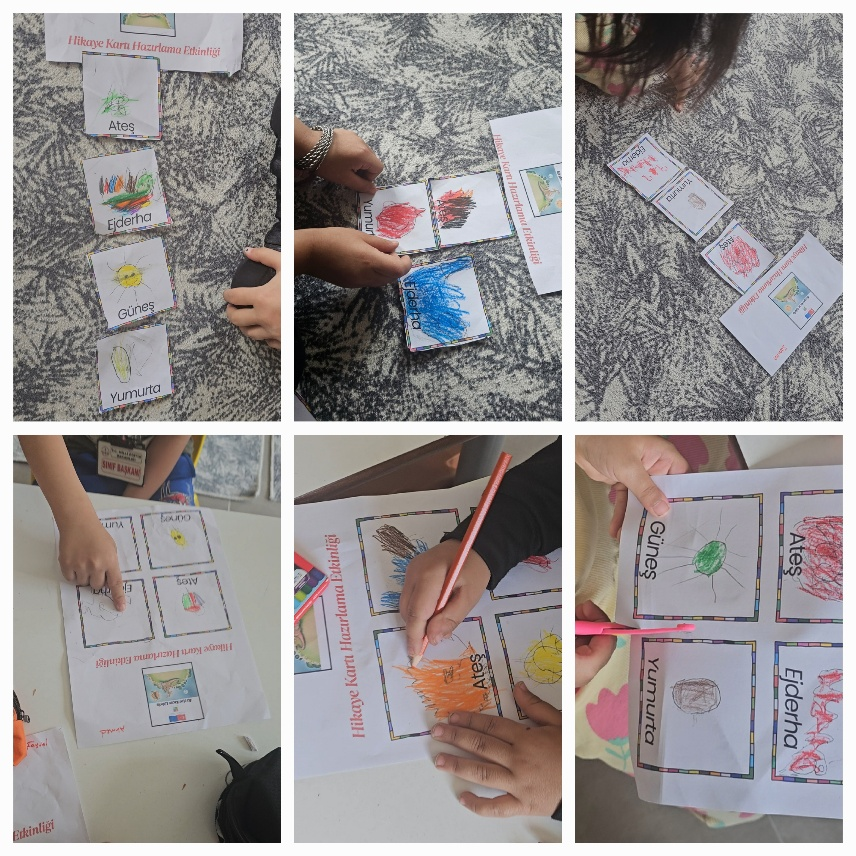 Hikaye Kartı Hazırlama Etkinliği
Ateş
Ejderha
Güneş
Yumurta
Hikaye Kartı Hazırlama Etkinliği
Yumur
Ejderha
Hikaye Kartı Hazırlama Etkinliği
Ejderha
Yumurta
Ateş
SINIF BAŞKANI
Güneş
Yum
Ateş
Ejderha
Hikaye Kartı Hazırlama Etkinliği
Etkinliği
Hikaye Kartı Hazırlama Etkinliği
Ateş
Güneş
Ateş
Yumurta
Ejderha